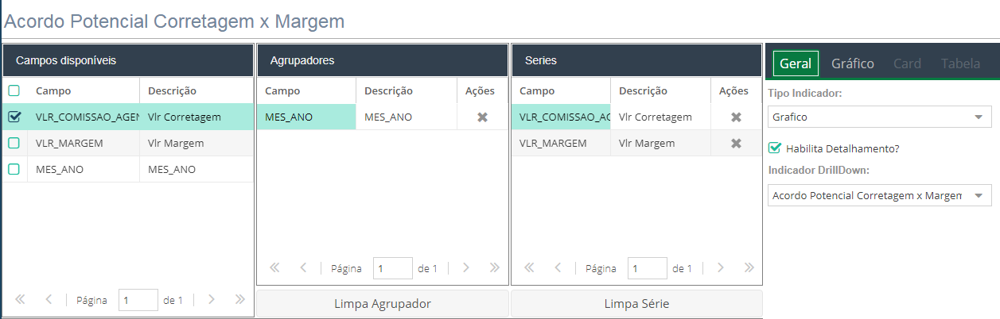 Acordo Potencial Corretagem x Margem
Campos disponíveis
Campo Descrição
VLR_COMISSAO_AGEN Vlr Corretagem
VLR_MARGEM Vlr Margem
MES_ANO MES_ANO
Página 1 de 1
Agrupadores
Campo Descrição Ações
MES_ANO MES_ANO
Página 1 de 1
Limpa Agrupador
Series
Campo Descrição Ações
VLR_COMISSAO_AG Vlr Corretagem
VLR_MARGEM Vlr Margem
Página 1 de 1
Limpa Série
Geral Gráfico Card Tabela
Tipo Indicador:
Grafico
Habilita Detalhamento?
Indicador DrillDown:
Acordo Potencial Corretagem x Margem